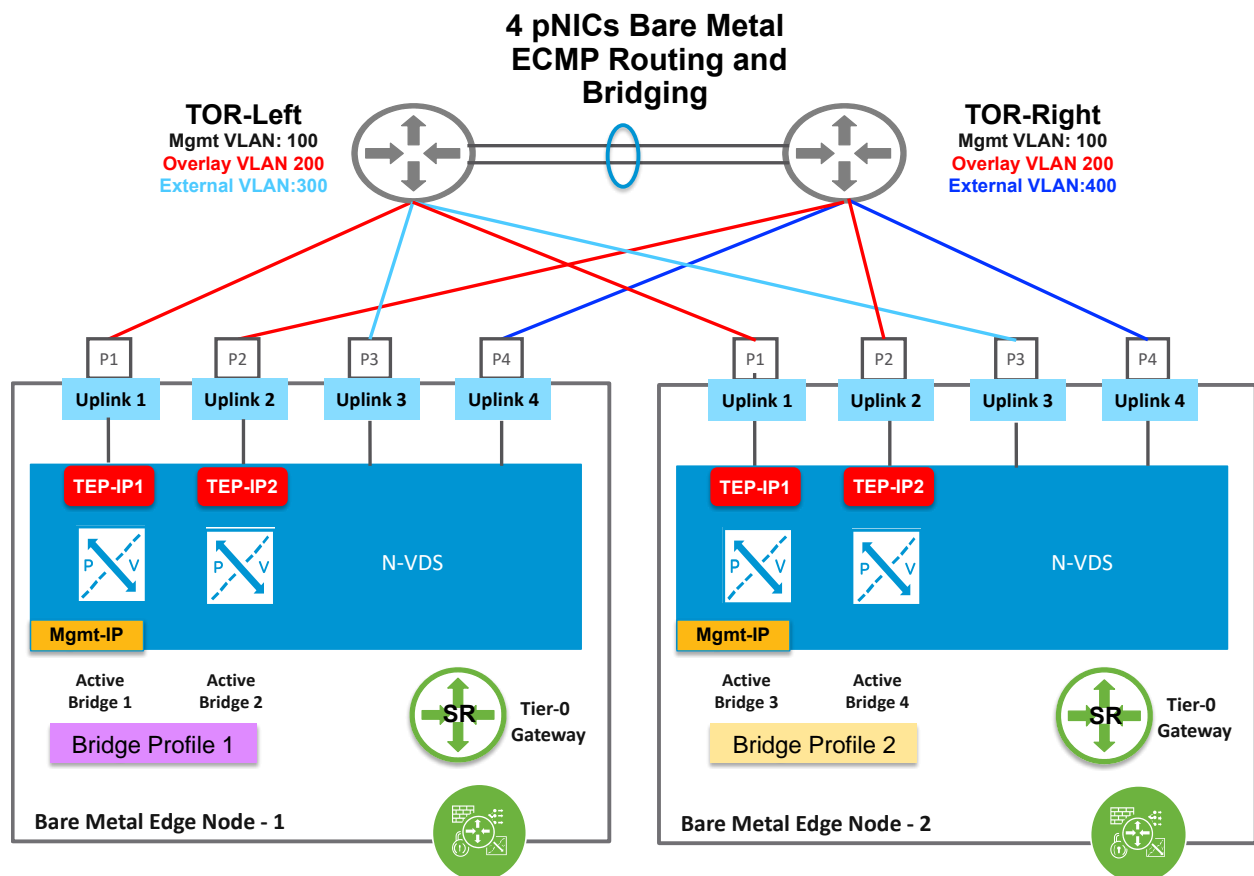 4 pNICs Bare Metal
ECMP Routing and
Bridging
TOR-Left
Mgmt VLAN: 100
Overlay VLAN 200
External VLAN:300
TOR-Right
Mgmt VLAN: 100
Overlay VLAN 200
External VLAN:400
P1
P2
P3
P4
Uplink 1
Uplink 2
Uplink 3
Uplink 4
TEP-IP1
TEP-IP2
P
V
P
V
N-VDS
Mgmt-IP
Active
Bridge 1
Active
Bridge 2
Bridge Profile 1
SR
Tier-0
Gateway
Bare Metal Edge Node - 1
P1
P2
P3
P4
Uplink 1
Uplink 2
Uplink 3
Uplink 4
TEP-IP1
TEP-IP2
P
V
P
V
N-VDS
Mgmt-IP
Active
Bridge 3
Active
Bridge 4
Bridge Profile 2
SR
Tier-0
Gateway
Bare Metal Edge Node - 2